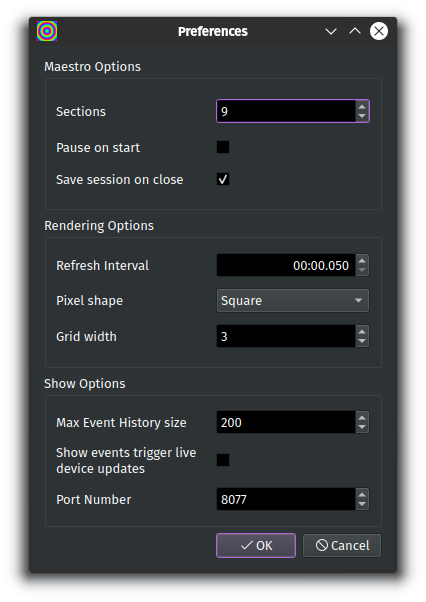 Preferences
Maestro Options
Sections 9
Pause on start
Save session on close
Rendering Options
Refresh Interval 00:00.050
Pixel shape Square
Grid width 3
Show Options
Max Event History size 200
Show events trigger live
device updates
Port Number 8077
OK Cancel